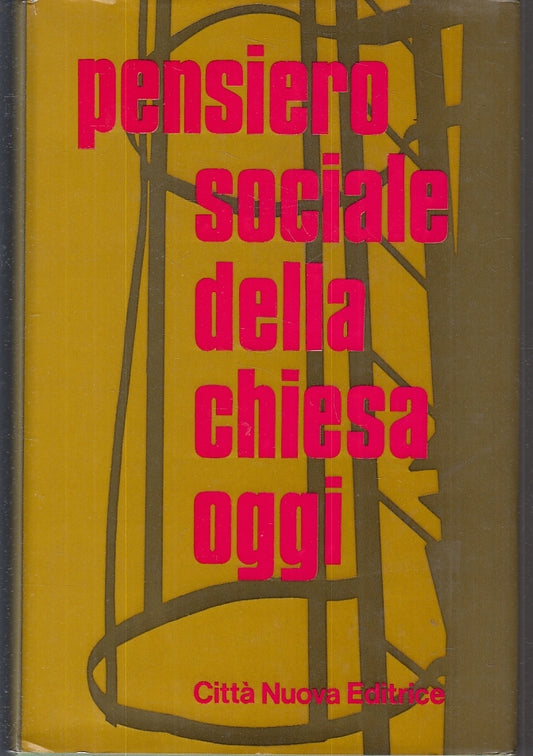 pensiero
sociale
della
chiesa
oggi
Città Nuova Editrice